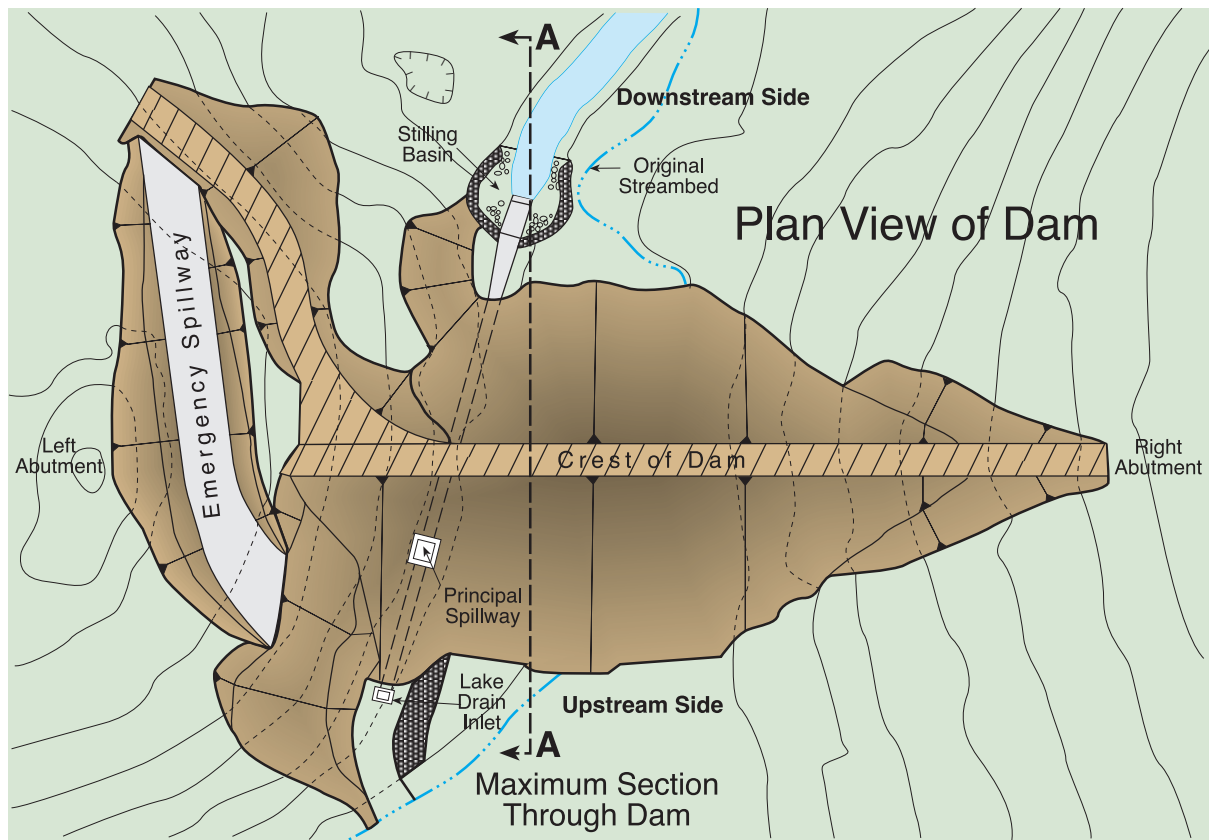 A
Downstream Side
Stilling
Basin
Original
Streambed
Plan View of Dam
Emergency Spillway
Left
Abutment
Crest of Dam
Right
Abutment
Principal
Spillway
Lake
Drain
Inlet
Upstream Side
A
Maximum Section
Through Dam